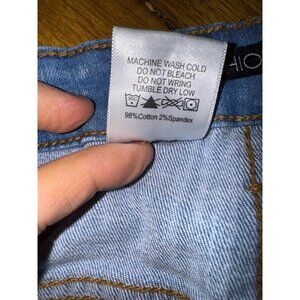 MACHINE WASH COLD
DO NOT BLEACH
DO NOT WRING
TUMBLE DRY LOW
98%Cotton 2%Spandex